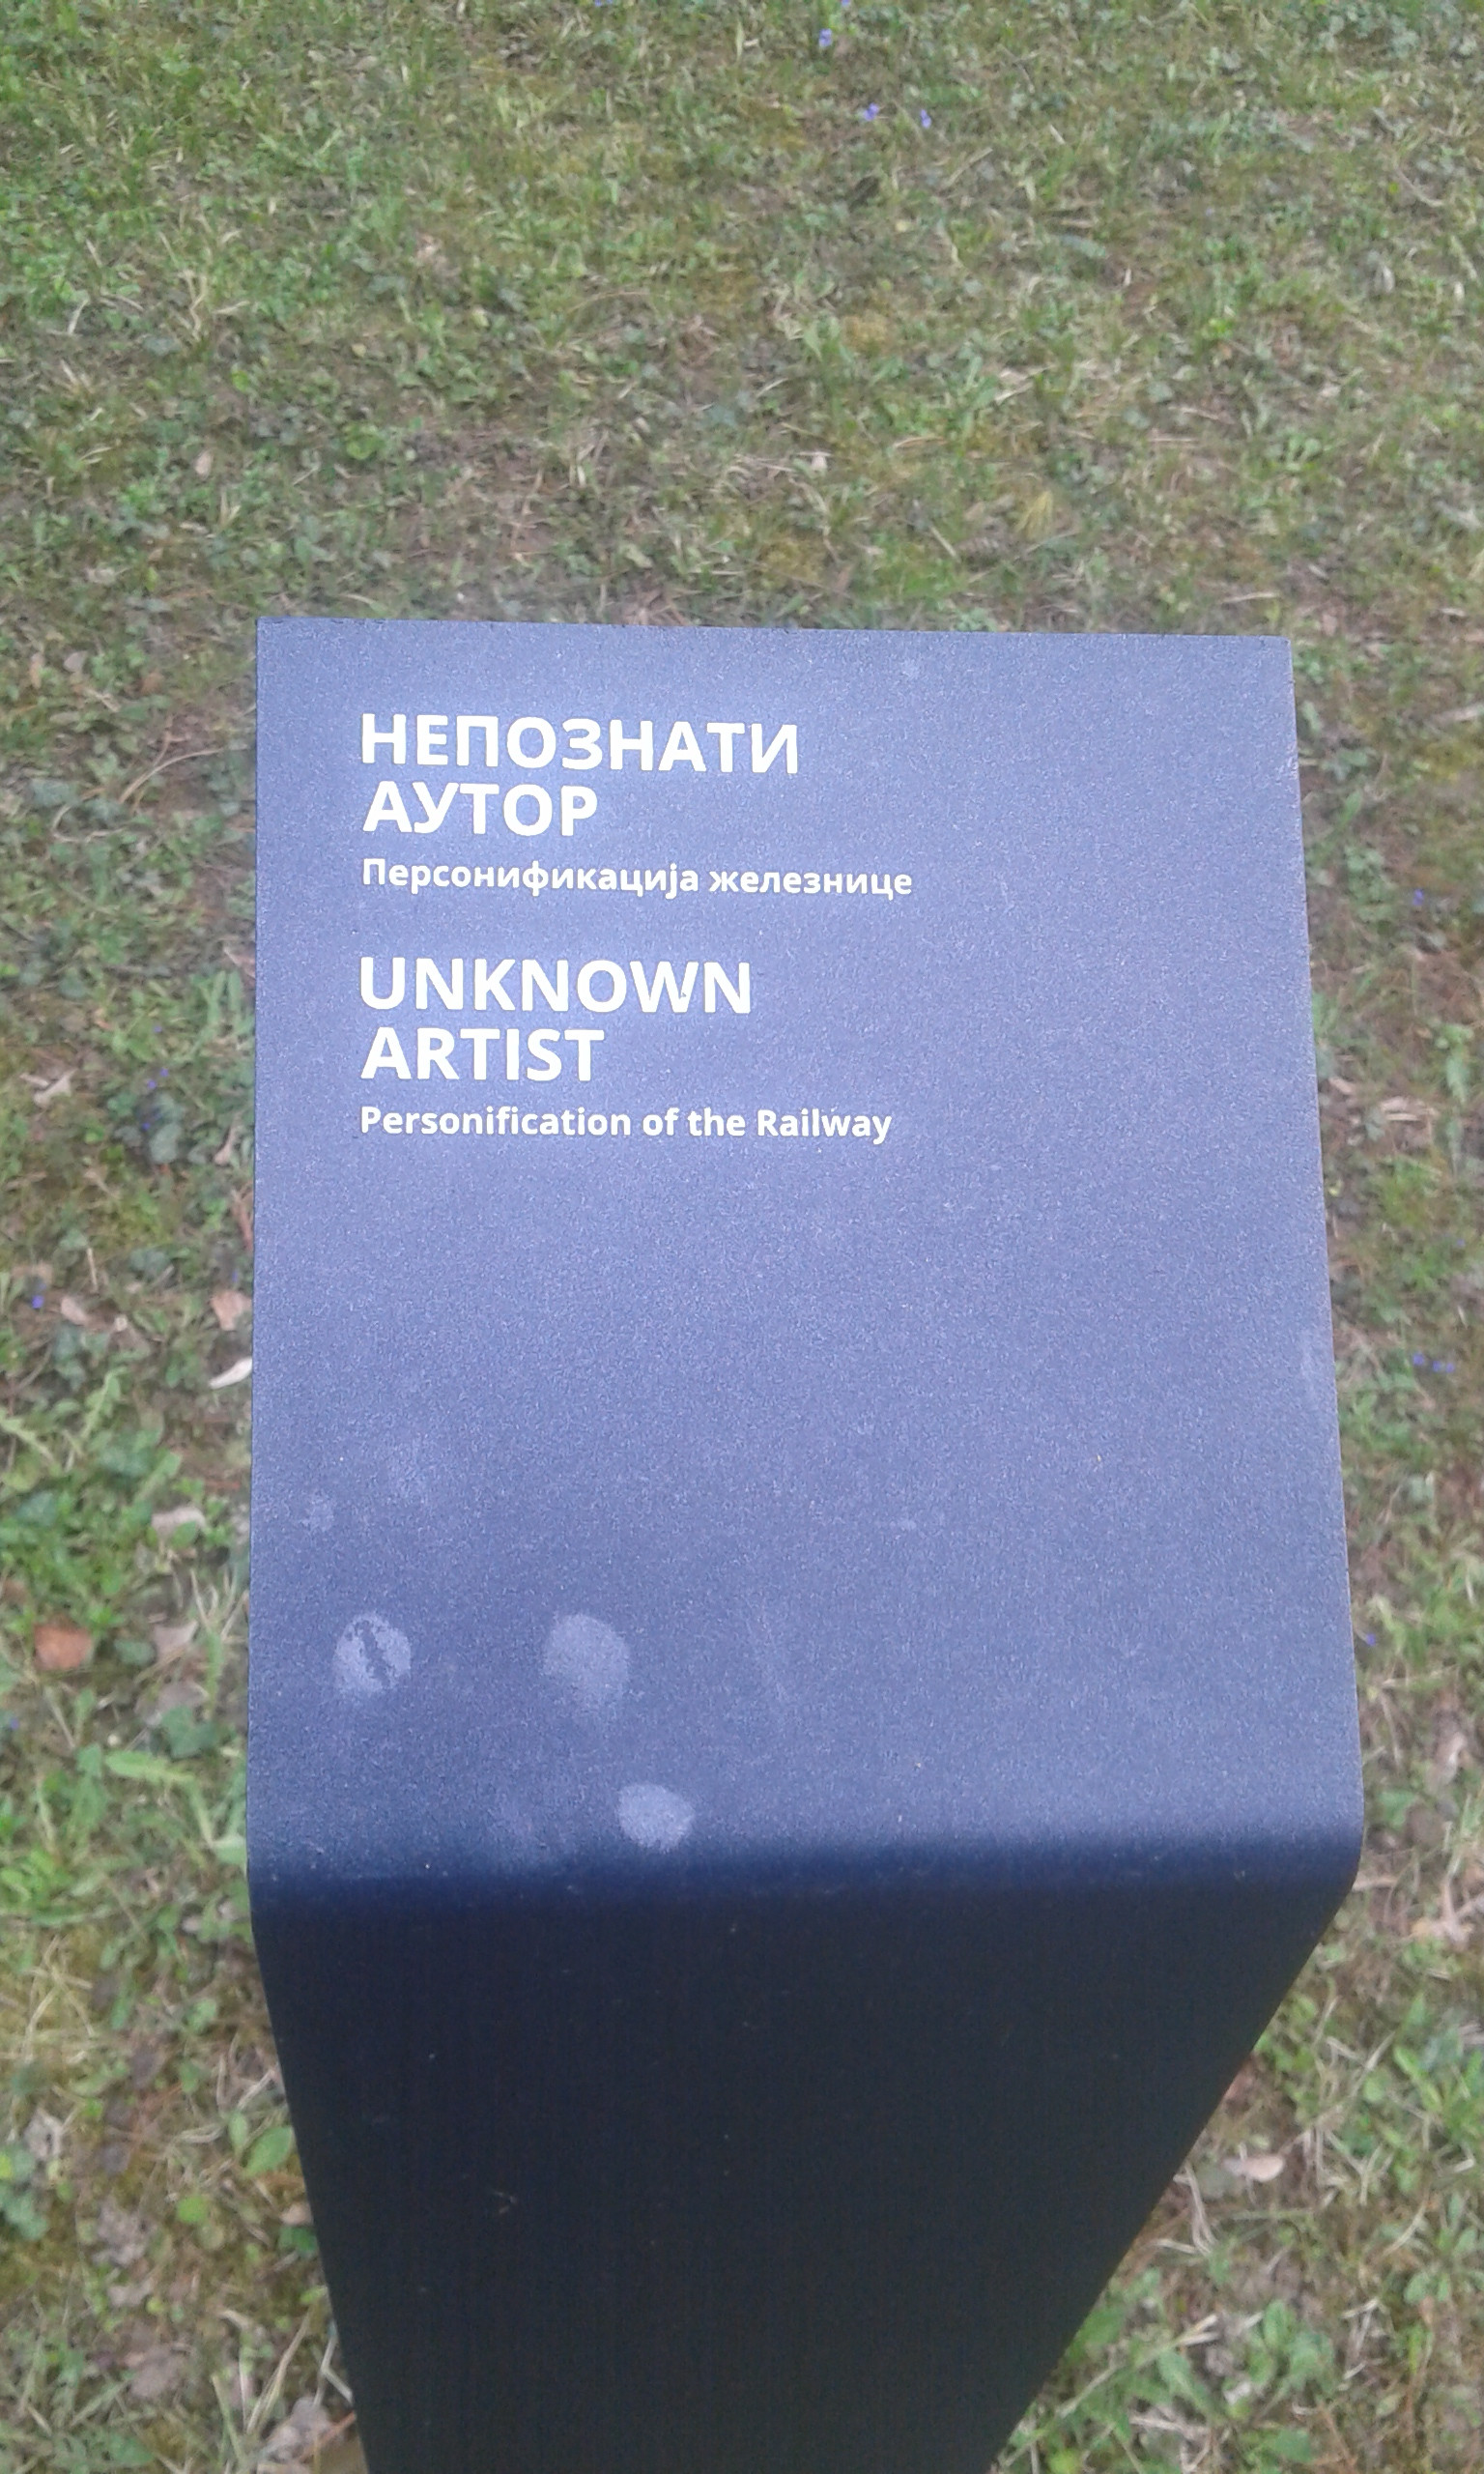 НЕПОЗНАТИ
АУТОР
Персонификација железнице
UNKNOWN
ARTIST
Personification of the Railway